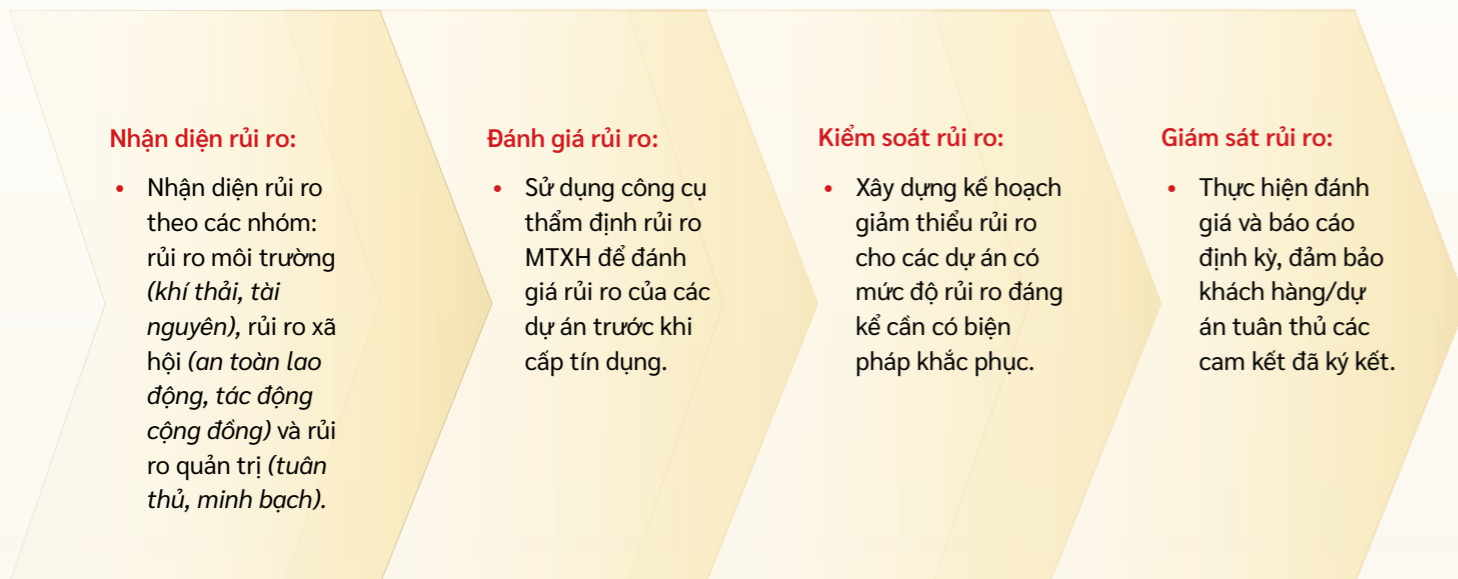 Nhận diện rủi ro:
• Nhận diện rủi ro
theo các nhóm:
rủi ro môi trường
(khí thải, tài
nguyên), rủi ro xã
hội (an toàn lao
động, tác động
cộng đồng) và rủi
ro quản trị (tuân
thủ, minh bạch).
Đánh giá rủi ro:
• Sử dụng công cụ
thẩm định rủi ro
MTXH để đánh
giá rủi ro của các
dự án trước khi
cấp tín dụng.
Kiểm soát rủi ro:
• Xây dựng kế hoạch
giảm thiểu rủi ro
cho các dự án có
mức độ rủi ro đáng
kể cần có biện
pháp khắc phục.
Giám sát rủi ro:
• Thực hiện đánh
giá và báo cáo
định kỳ, đảm bảo
khách hàng/dự
án tuân thủ các
cam kết đã ký kết.